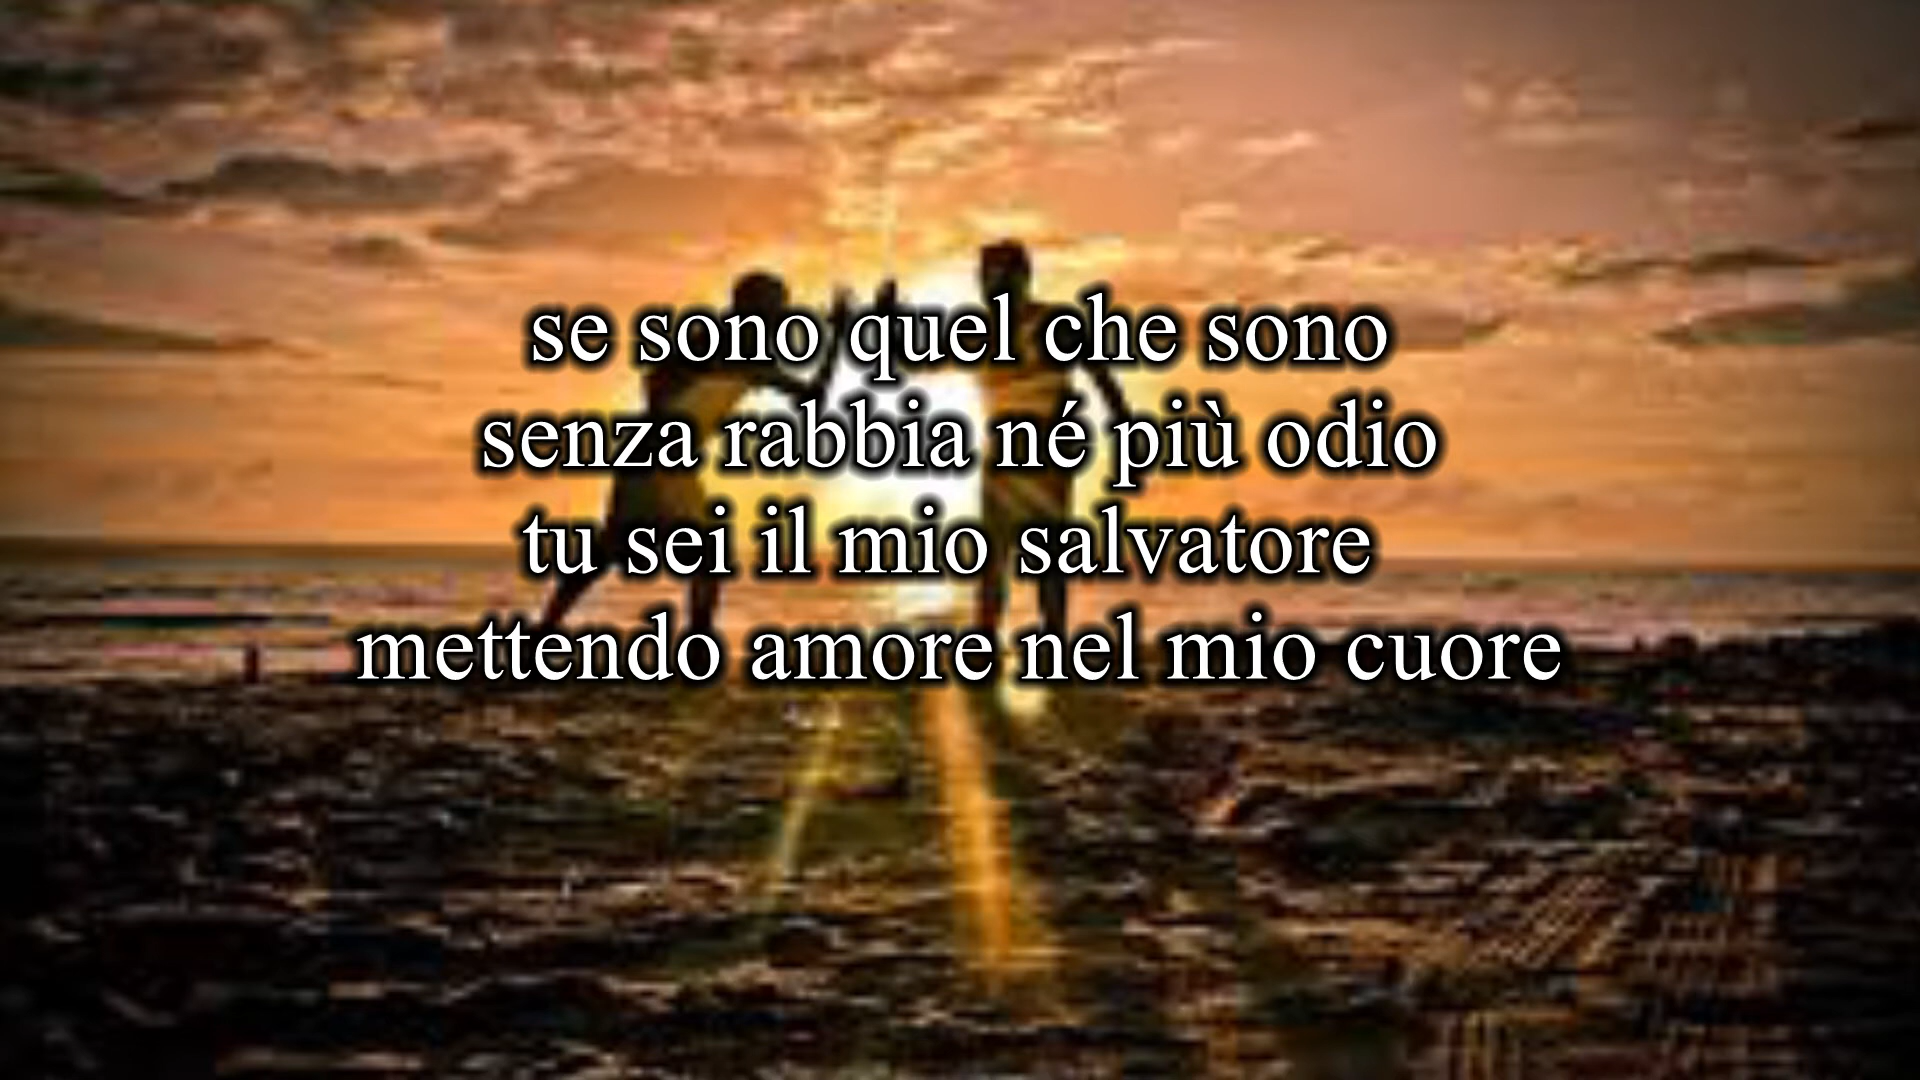 se sono quel che sono
senza rabbia né più odio
tu sei il mio salvatore
mettendo amore nel mio cuore